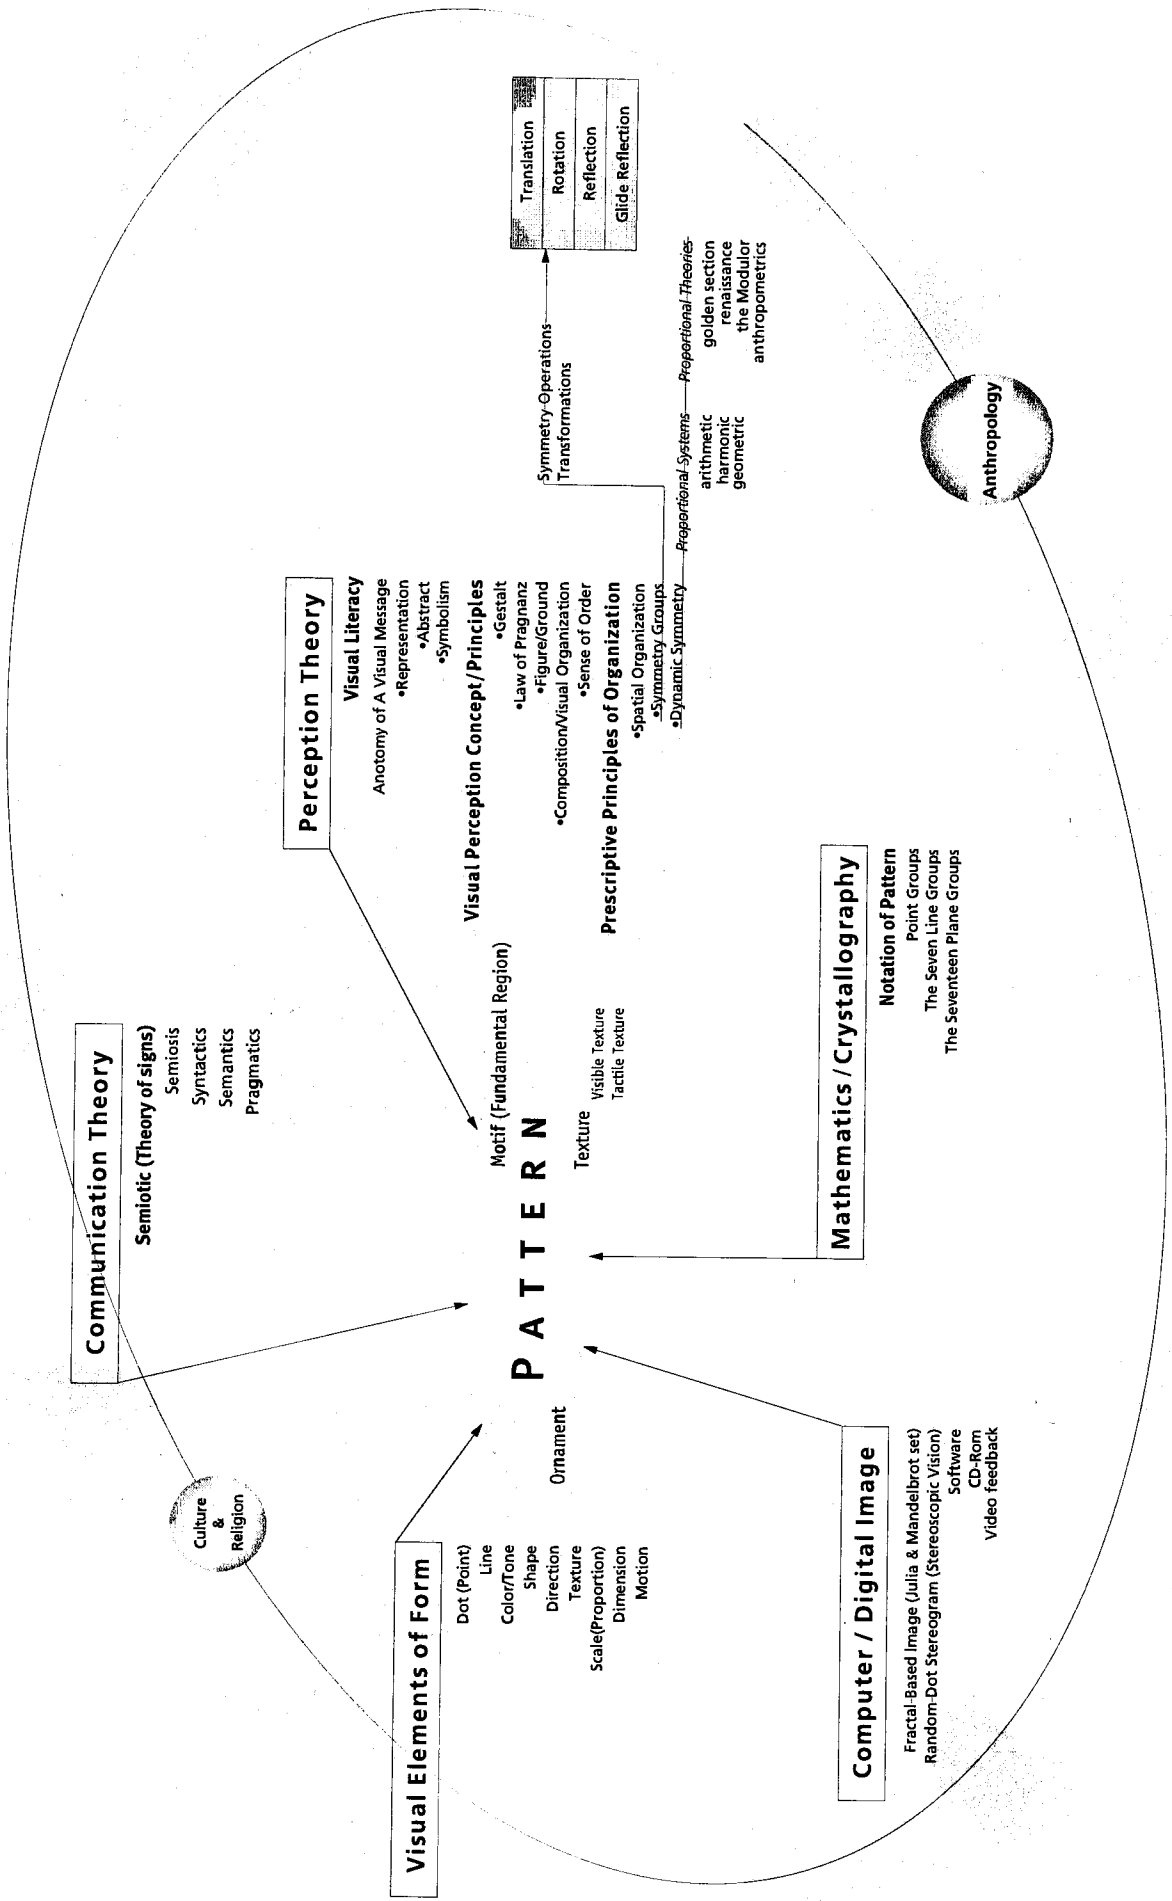 Communication Theory
Semiotic (Theory of signs)
Semiosis
Syntactics
Semantics
Pragmatics
Culture
&
Religion
Perception Theory
Visual Literacy
Anotomy of A Visual Message
•Representation
•Abstract
•Symbolism
Visual Perception Concept/Principles
•Gestalt
•Law of Pragnanz
•Figure/Ground
•Composition/Visual Organization
•Sense of Order
Prescriptive Principles of Organization
•Spatial Organization
•Symmetry Groups
•Dynamic Symmetry
Symmetry Operations
Transformations
Translation
Rotation
Reflection
Glide Reflection
Proportional Systems
arithmetic
harmonic
geometric
Proportional Theories
golden section
renaissance
the Modulor
anthropometrics
Visual Elements of Form
Dot (Point)
Line
Color/Tone
Shape
Direction
Texture
Scale(Proportion)
Dimension
Motion
Motif (Fundamental Region)
PATTERN
Ornament
Texture
Visible Texture
Tactile Texture
Computer / Digital Image
Fractal-Based Image (Julia & Mandelbrot set)
Random-Dot Stereogram (Stereoscopic Vision)
Software
CD-Rom
Video feedback
Mathematics / Crystallography
Notation of Pattern
Point Groups
The Seven Line Groups
The Seventeen Plane Groups
Anthropology